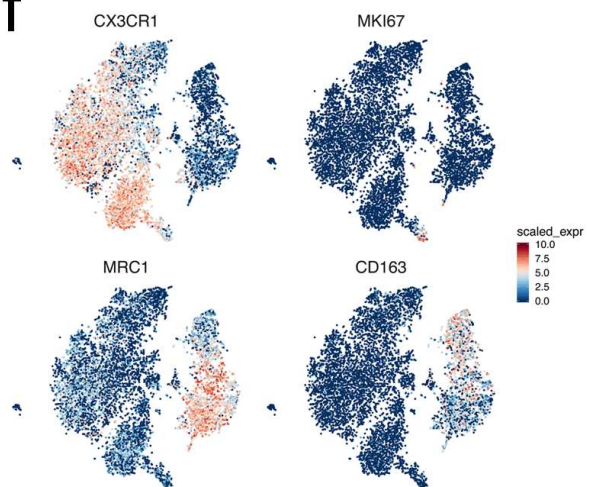 T
CX3CR1
MKI67
scaled_expr
10.0
7.5
5.0
2.5
0.0
MRC1
CD163